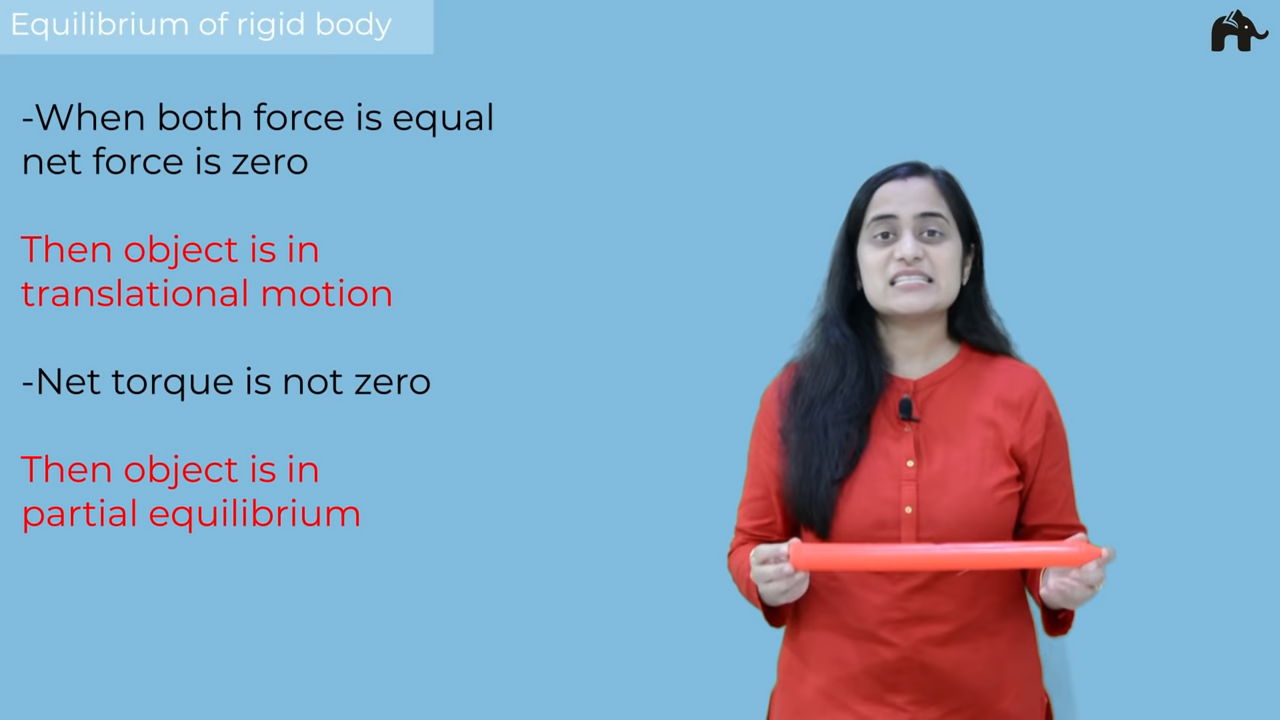 Equilibrium of rigid body
-When both force is equal
net force is zero
Then object is in
translational motion
-Net torque is not zero
Then object is in
partial equilibrium